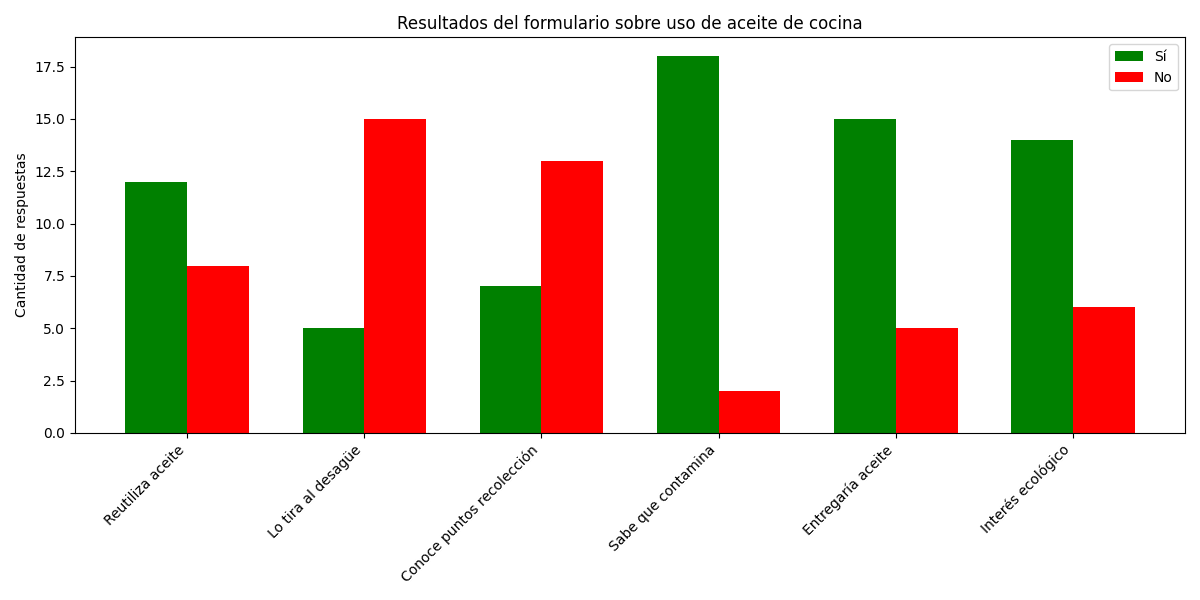 Resultados del formulario sobre uso de aceite de cocina
Sí
No
Cantidad de respuestas
17.5
15.0
12.5
10.0
7.5
5.0
2.5
0.0
Reutiliza aceite
Lo tira al desagüe
Conoce puntos recolección
Sabe que contamina
Entregaría aceite
Interés ecológico